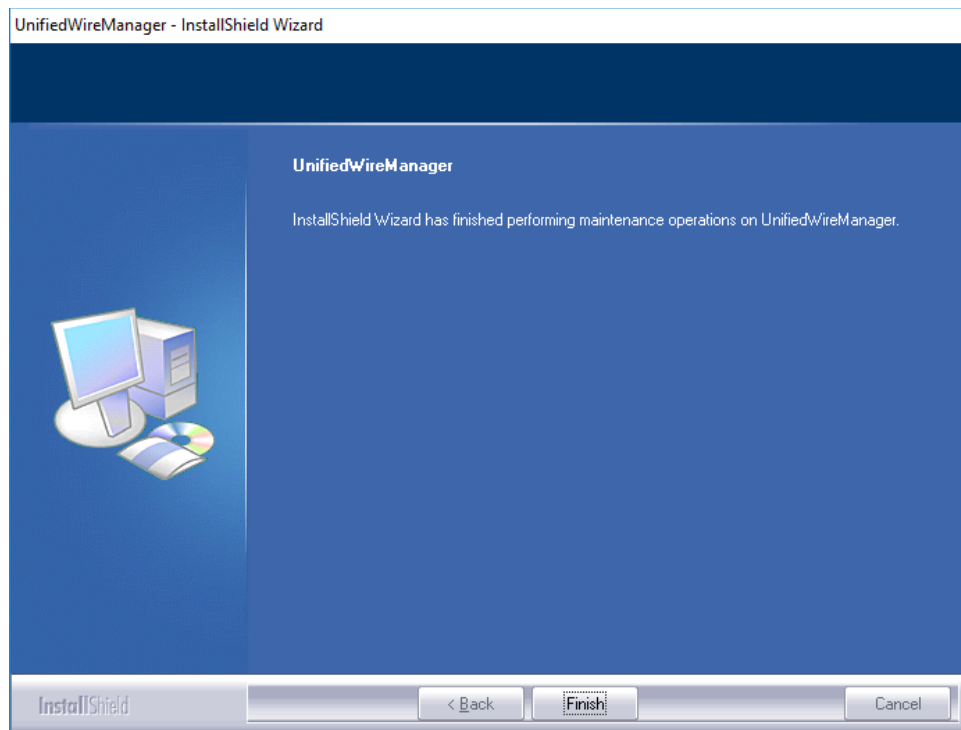 UnifiedWireManager - InstallShield Wizard
UnifiedWireManager
InstallShield Wizard has finished performing maintenance operations on UnifiedWireManager.
InstallShield
< Back
Finish
Cancel